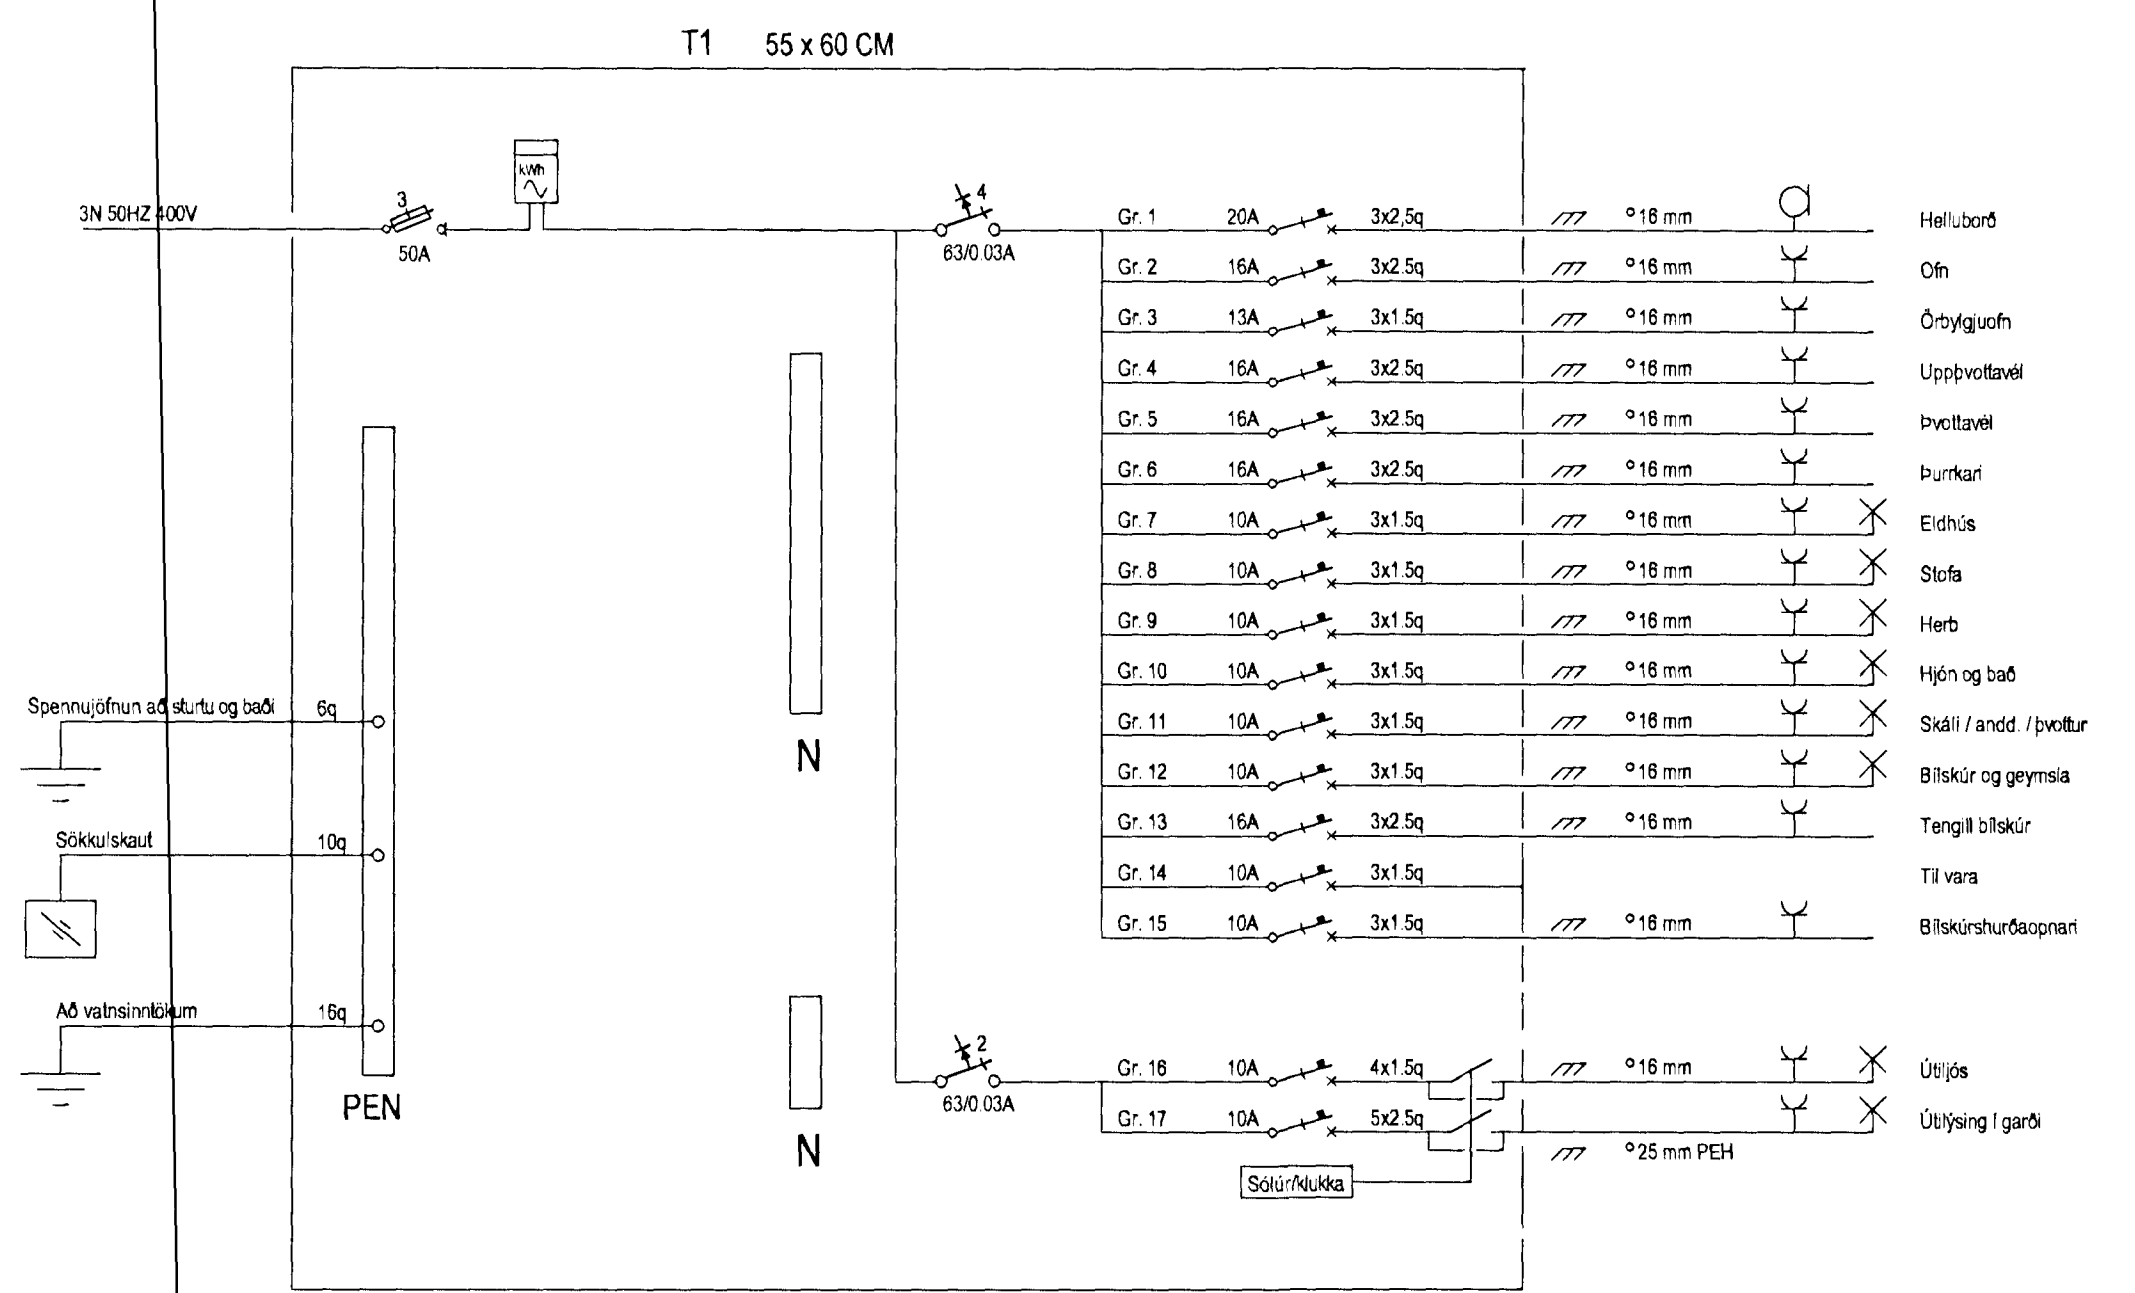 T1 55 x 60 CM
kWh
3N 50HZ 400V
3
50A
4
63/0.03A
Gr. 1 20A 3x2,5q °16 mm Helluborð
Gr. 2 16A 3x2.5q °16 mm Ofn
Gr. 3 13A 3x1.5q °16 mm Örbylgjuofn
Gr. 4 16A 3x2.5q °16 mm Uppþvottavél
Gr. 5 16A 3x2.5q °16 mm Þvottavél
Gr. 6 16A 3x2.5q °16 mm Þurrkari
Gr. 7 10A 3x1.5q °16 mm Eldhús
Gr. 8 10A 3x1.5q °16 mm Stofa
Gr. 9 10A 3x1.5q °16 mm Herb
Gr. 10 10A 3x1.5q °16 mm Hjón og bað
Gr. 11 10A 3x1.5q °16 mm Skáli / andd. / þvottur
Gr. 12 10A 3x1.5q °16 mm Bílskúr og geymsla
Gr. 13 16A 3x2.5q °16 mm Tengill bílskúr
Gr. 14 10A 3x1.5q Til vara
Gr. 15 10A 3x1.5q °16 mm Bílskúrshurðaopnari
Spennujöfnun að sturtu og baði 6q
N
Sökkulskaut 10q
Að vatnsinntökum 16q
PEN
N
2
63/0.03A
Gr. 16 10A 4x1.5q °16 mm Útiljós
Gr. 17 10A 5x2.5q Útilýsing í garði
°25 mm PEH
Sólúr/klukka